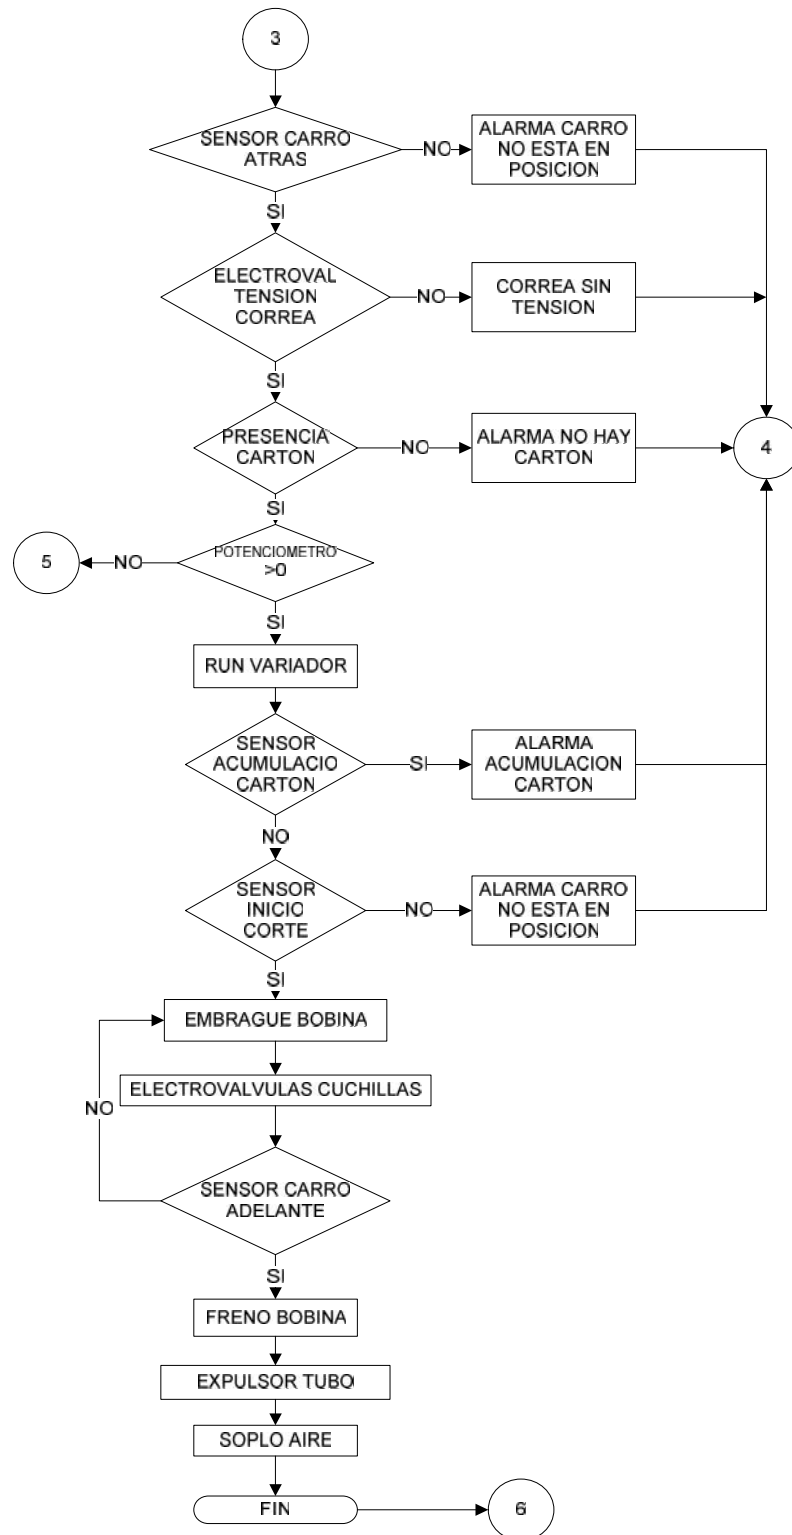 3
SENSOR CARRO
ATRAS
NO
ALARMA CARRO
NO ESTA EN
POSICION
SI
ELECTROVAL
TENSION
CORREA
NO
CORREA SIN
TENSION
SI
PRESENCIA
CARTON
NO
ALARMA NO HAY
CARTON
4
SI
POTENCIOMETRO
>0
NO
5
SI
RUN VARIADOR
SENSOR
ACUMULACIO
CARTON
SI
ALARMA
ACUMULACION
CARTON
NO
SENSOR
INICIO
CORTE
NO
ALARMA CARRO
NO ESTA EN
POSICION
SI
EMBRAGUE BOBINA
ELECTROVALVULAS CUCHILLAS
NO
SENSOR CARRO
ADELANTE
SI
FRENO BOBINA
EXPULSOR TUBO
SOPLO AIRE
FIN
6